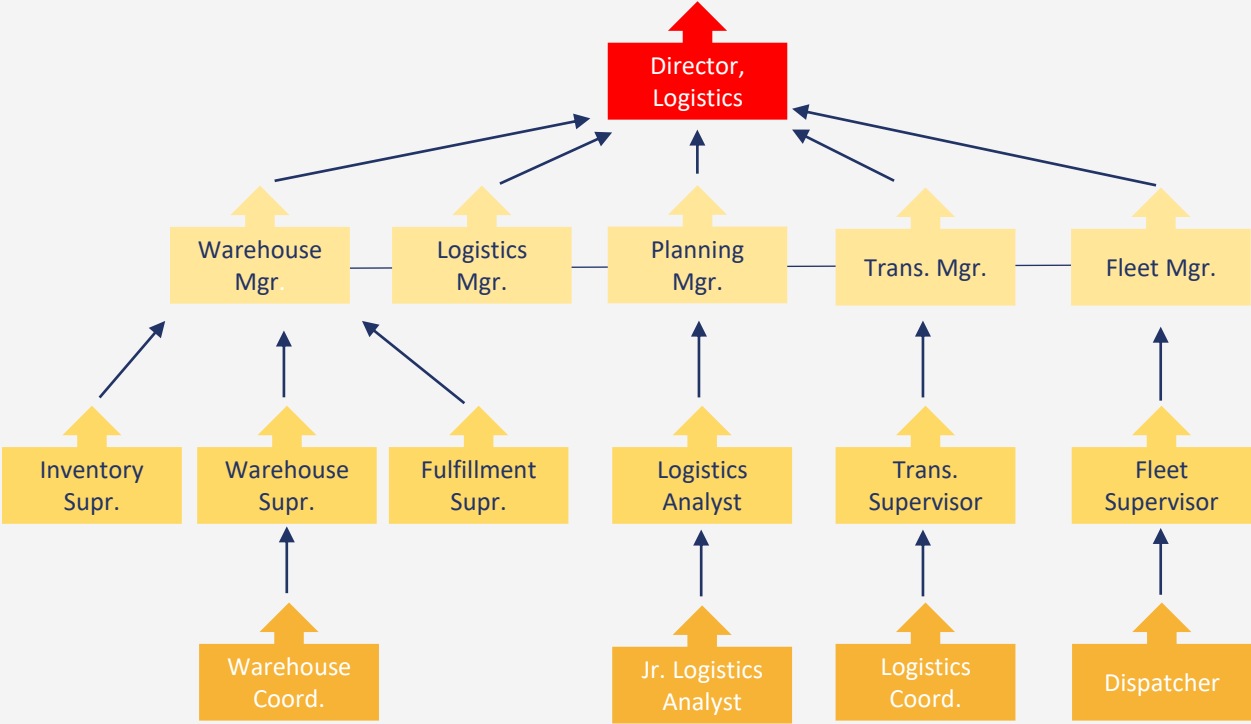 Director,
Logistics
Warehouse
Mgr.
Logistics
Mgr.
Planning
Mgr.
Trans. Mgr.
Fleet Mgr.
Inventory
Supr.
Warehouse
Supr.
Fulfillment
Supr.
Logistics
Analyst
Trans.
Supervisor
Fleet
Supervisor
Warehouse
Coord.
Jr. Logistics
Analyst
Logistics
Coord.
Dispatcher